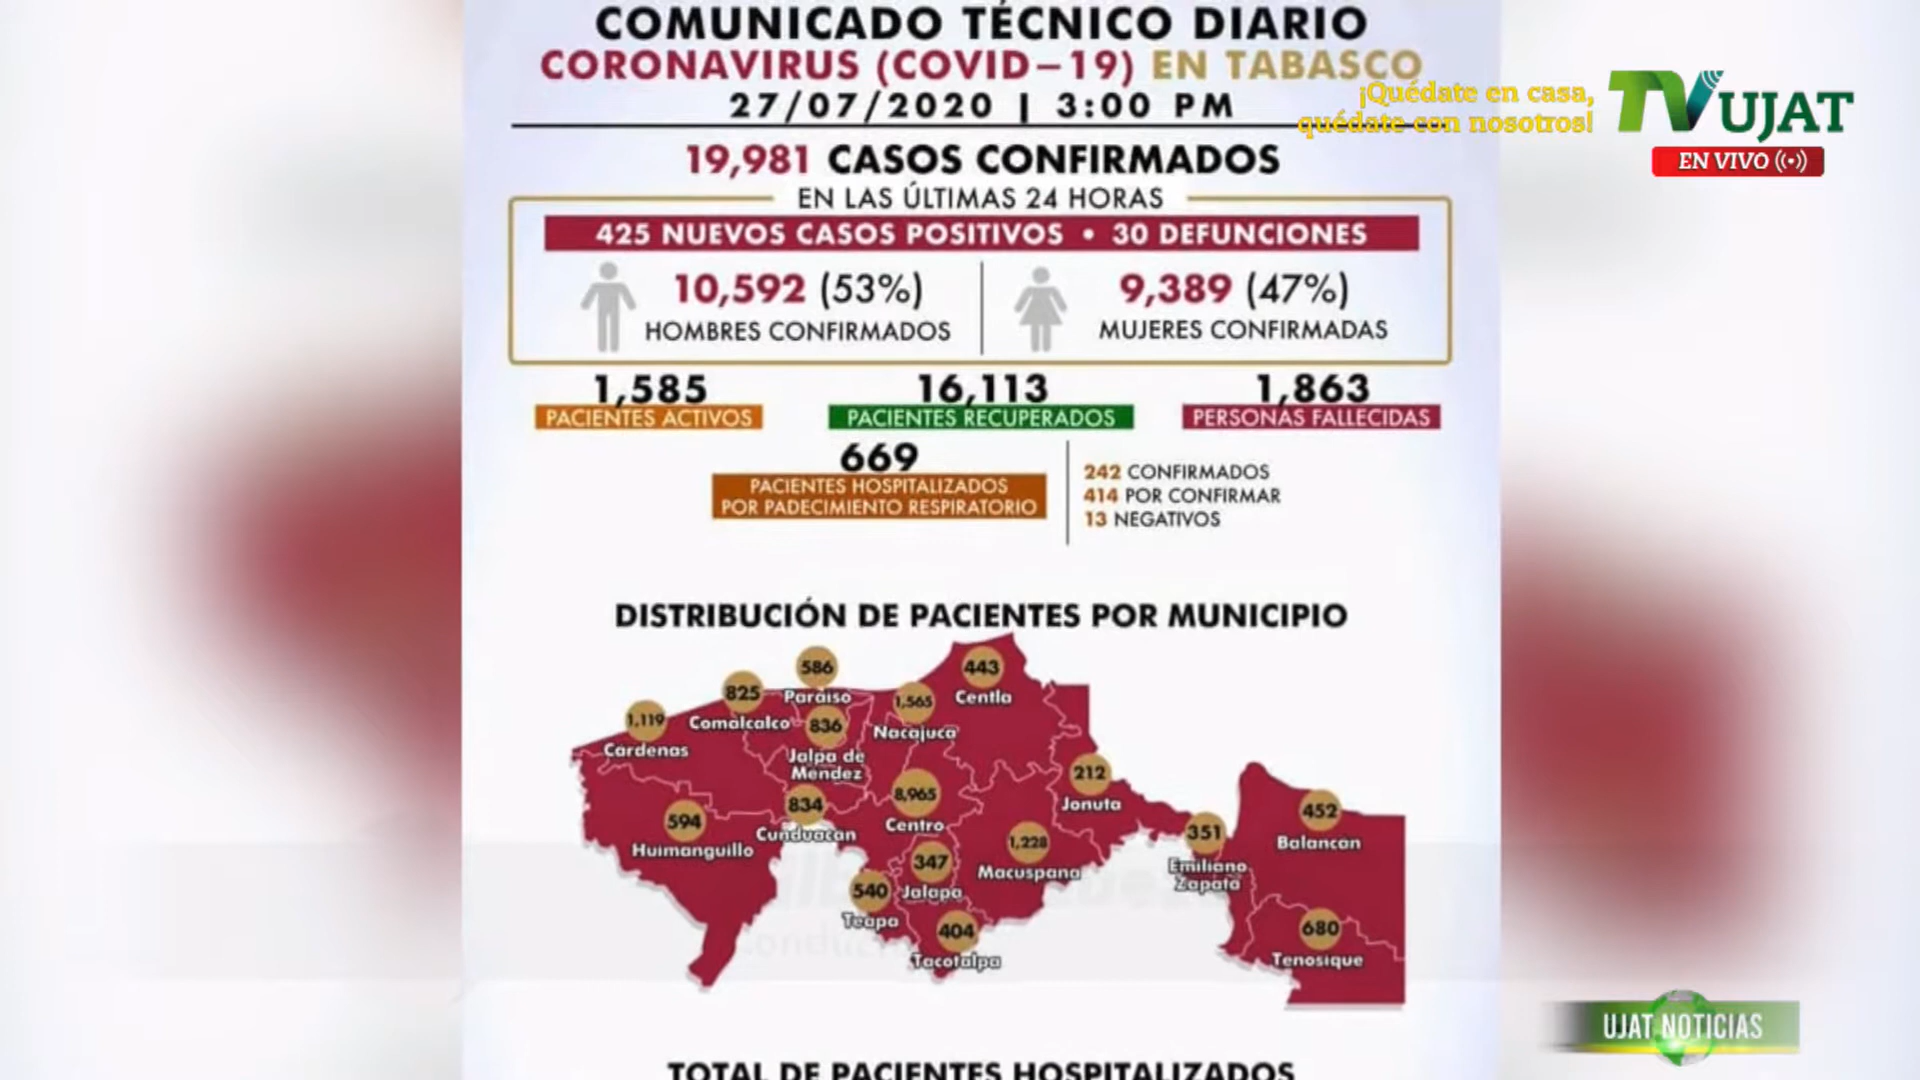 COMUNICADO TÉCNICO DIARIO
CORONAVIRUS (COVID–19) EN TABASCO
27/07/2020 | 3:00 PM
¡Quédate en casa,
quédate con nosotros!
TV UJAT
EN VIVO
19,981 CASOS CONFIRMADOS
EN LAS ÚLTIMAS 24 HORAS
425 NUEVOS CASOS POSITIVOS • 30 DEFUNCIONES
10,592 (53%)
HOMBRES CONFIRMADOS
9,389 (47%)
MUJERES CONFIRMADAS
1,585
PACIENTES ACTIVOS
16,113
PACIENTES RECUPERADOS
1,863
PERSONAS FALLECIDAS
669
PACIENTES HOSPITALIZADOS
POR PADECIMIENTO RESPIRATORIO
242 CONFIRMADOS
414 POR CONFIRMAR
13 NEGATIVOS
DISTRIBUCIÓN DE PACIENTES POR MUNICIPIO
586
Paraíso
443
Centla
825
Comalcalco
1,565
Nacajuca
1,119
Cárdenas
836
Jalpa de
Méndez
212
Jonuta
8,965
Centro
834
Cunduacán
594
Huimanguillo
452
Balancán
351
Emiliano
Zapata
1,228
Macuspana
347
Jalapa
540
Teapa
404
Tacotalpa
680
Tenosique
UJAT NOTICIAS
TOTAL DE PACIENTES HOSPITALIZADOS